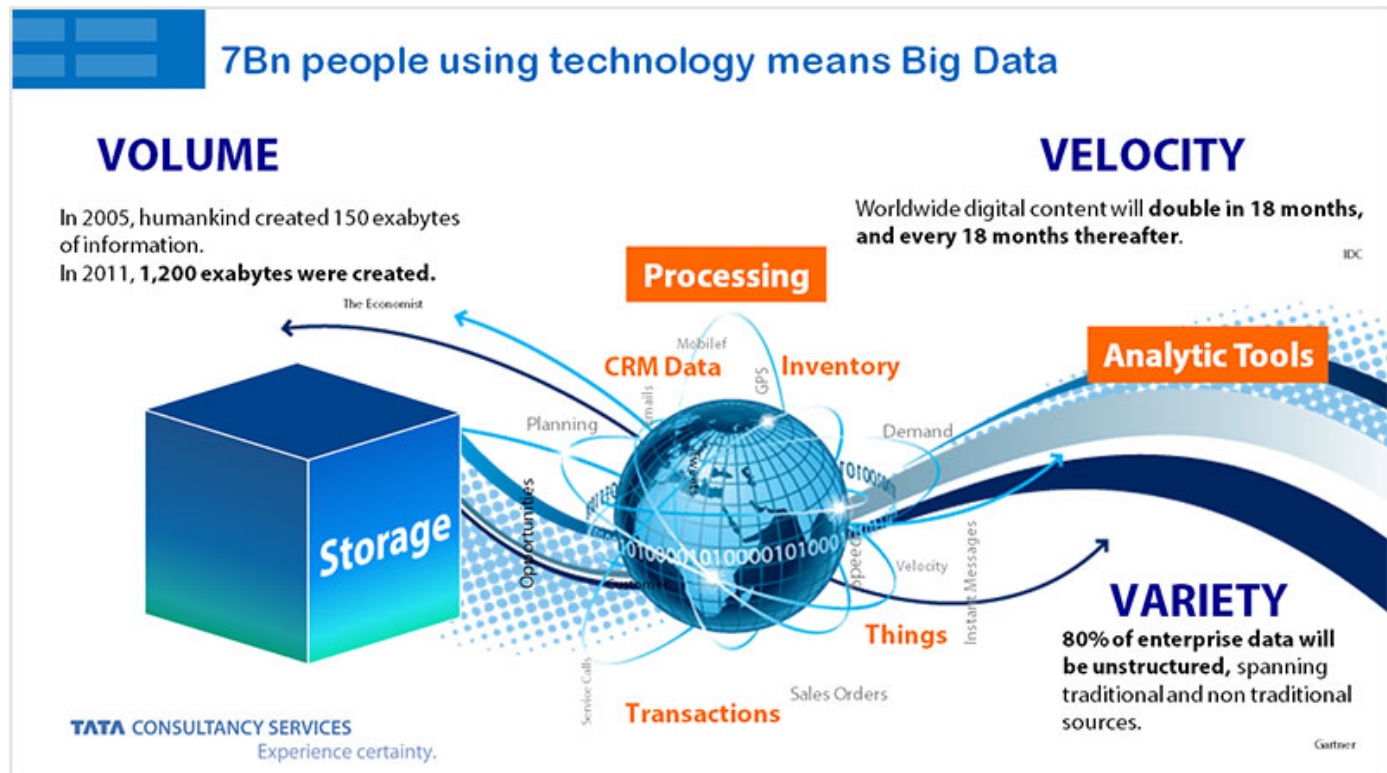 7Bn people using technology means Big Data
VOLUME
In 2005, humankind created 150 exabytes
of information.
In 2011, 1,200 exabytes were created.
The Economist
VELOCITY
Worldwide digital content will double in 18 months,
and every 18 months thereafter.
IDC
Processing
Mobilef
CRM Data
Inventory
GPS
Analytic Tools
Planning
Demand
Opportunities
Storage
Velocity
Instant Messages
Things
Service Calls
Sales Orders
Transactions
VARIETY
80% of enterprise data will
be unstructured, spanning
traditional and non traditional
sources.
Gartner
TATA CONSULTANCY SERVICES
Experience certainty.